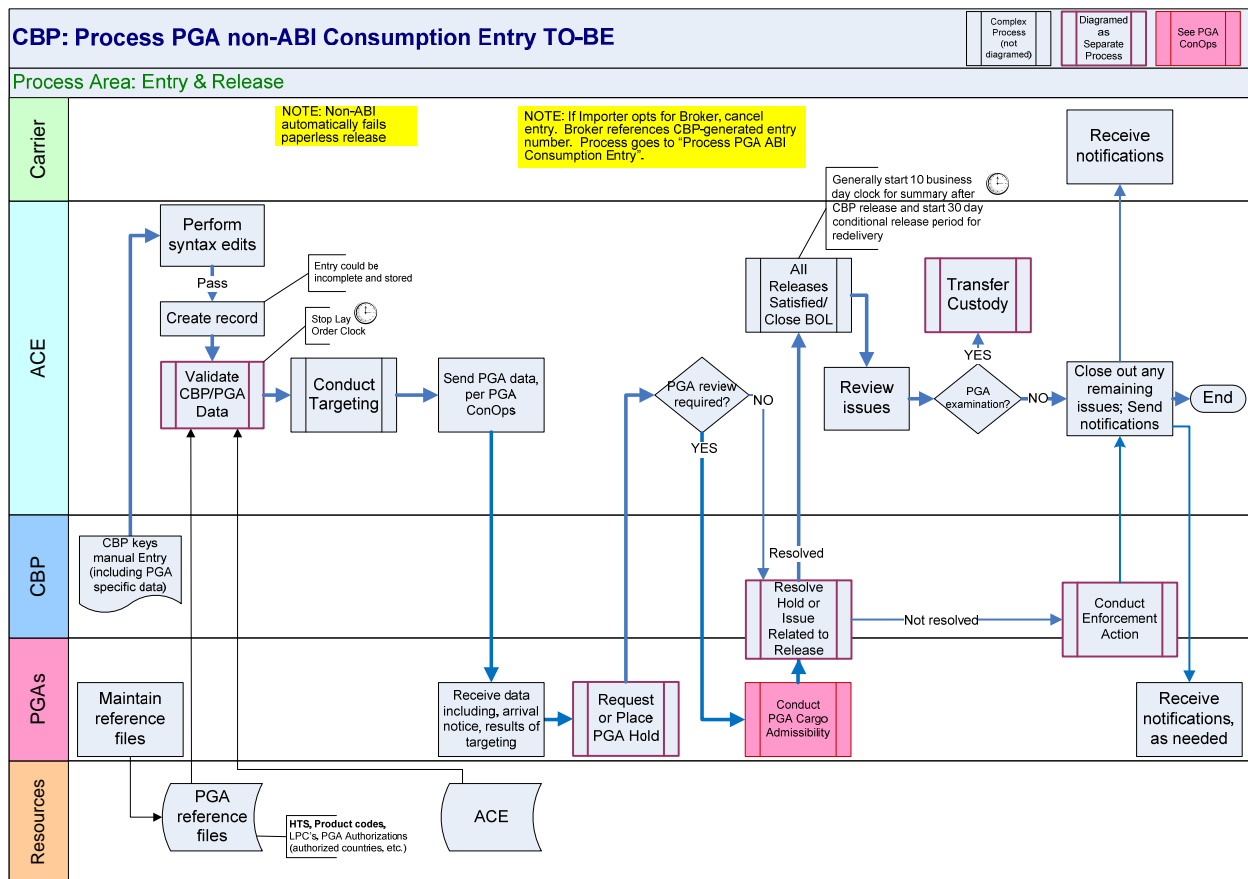 CBP: Process PGA non-ABI Consumption Entry TO-BE
Complex
Process
(not
diagramed)
Diagramed
as
Separate
Process
See PGA
ConOps
Process Area: Entry & Release
Carrier
NOTE: Non-ABI
automatically fails
paperless release
NOTE: If Importer opts for Broker, cancel
entry. Broker references CBP-generated entry
number. Process goes to “Process PGA ABI
Consumption Entry”.
Receive
notifications
Generally start 10 business
day clock for summary after
CBP release and start 30 day
conditional release period for
redelivery
ACE
Perform
syntax edits
Pass
Entry could be
incomplete and stored
Create record
Stop Lay
Order Clock
Validate
CBP/PGA
Data
Conduct
Targeting
Send PGA data,
per PGA
ConOps
PGA review
required?
NO
YES
All
Releases
Satisfied/
Close BOL
Review
issues
Transfer
Custody
YES
PGA
examination?
NO
Close out any
remaining
issues; Send
notifications
End
CBP
CBP keys
manual Entry
(including PGA
specific data)
Resolved
Resolve
Hold or
Issue
Related to
Release
Not resolved
Conduct
Enforcement
Action
PGAs
Maintain
reference
files
Receive data
including, arrival
notice, results of
targeting
Request
or Place
PGA Hold
Conduct
PGA Cargo
Admissibility
Receive
notifications,
as needed
Resources
PGA
reference
files
HTS, Product codes,
LPC's, PGA Authorizations
(authorized countries, etc.)
ACE